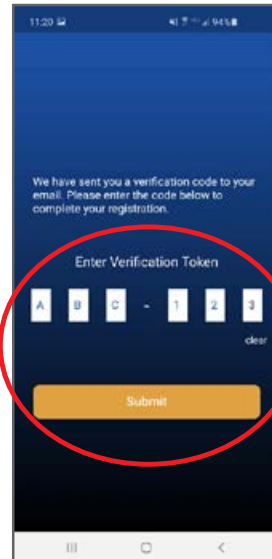 11:20
94%
We have sent you a verification code to your
email. Please enter the code below to
complete your registration.
Enter Verification Token
A B C - 1 2 3
clear
Submit